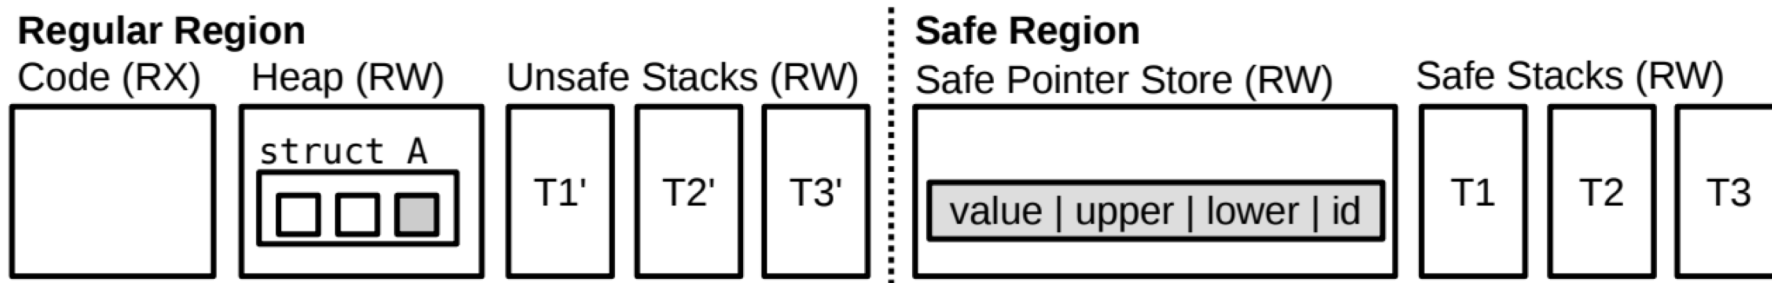 Regular Region
Code (RX) Heap (RW) Unsafe Stacks (RW)
struct A
T1' T2' T3'
Safe Region
Safe Pointer Store (RW) Safe Stacks (RW)
value | upper | lower | id
T1 T2 T3